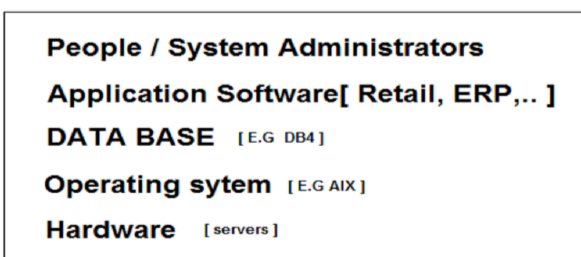 People / System Administrators
Application Software[ Retail, ERP,.. ]
DATA BASE [ E.G DB4 ]
Operating sytem [ E.G AIX ]
Hardware [ servers ]